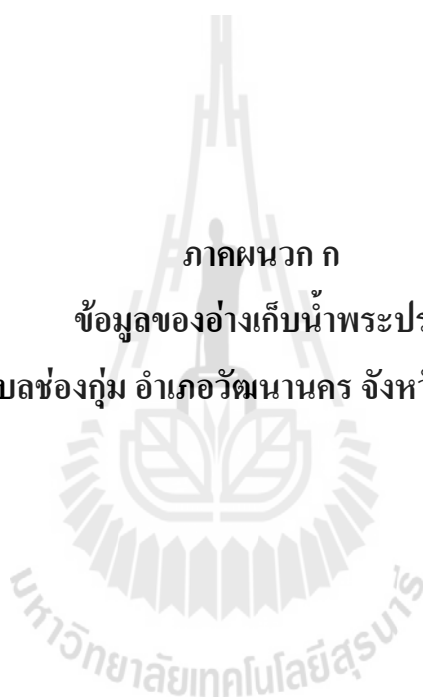 ภาคผนวก ก
ข้อมูลของอ่างเก็บน้ำพระปร
บลช่องกุ่ม อำเภอวัฒนานคร จังหว
มหาวิทยาลัยเทคโนโลยีสุรนารี